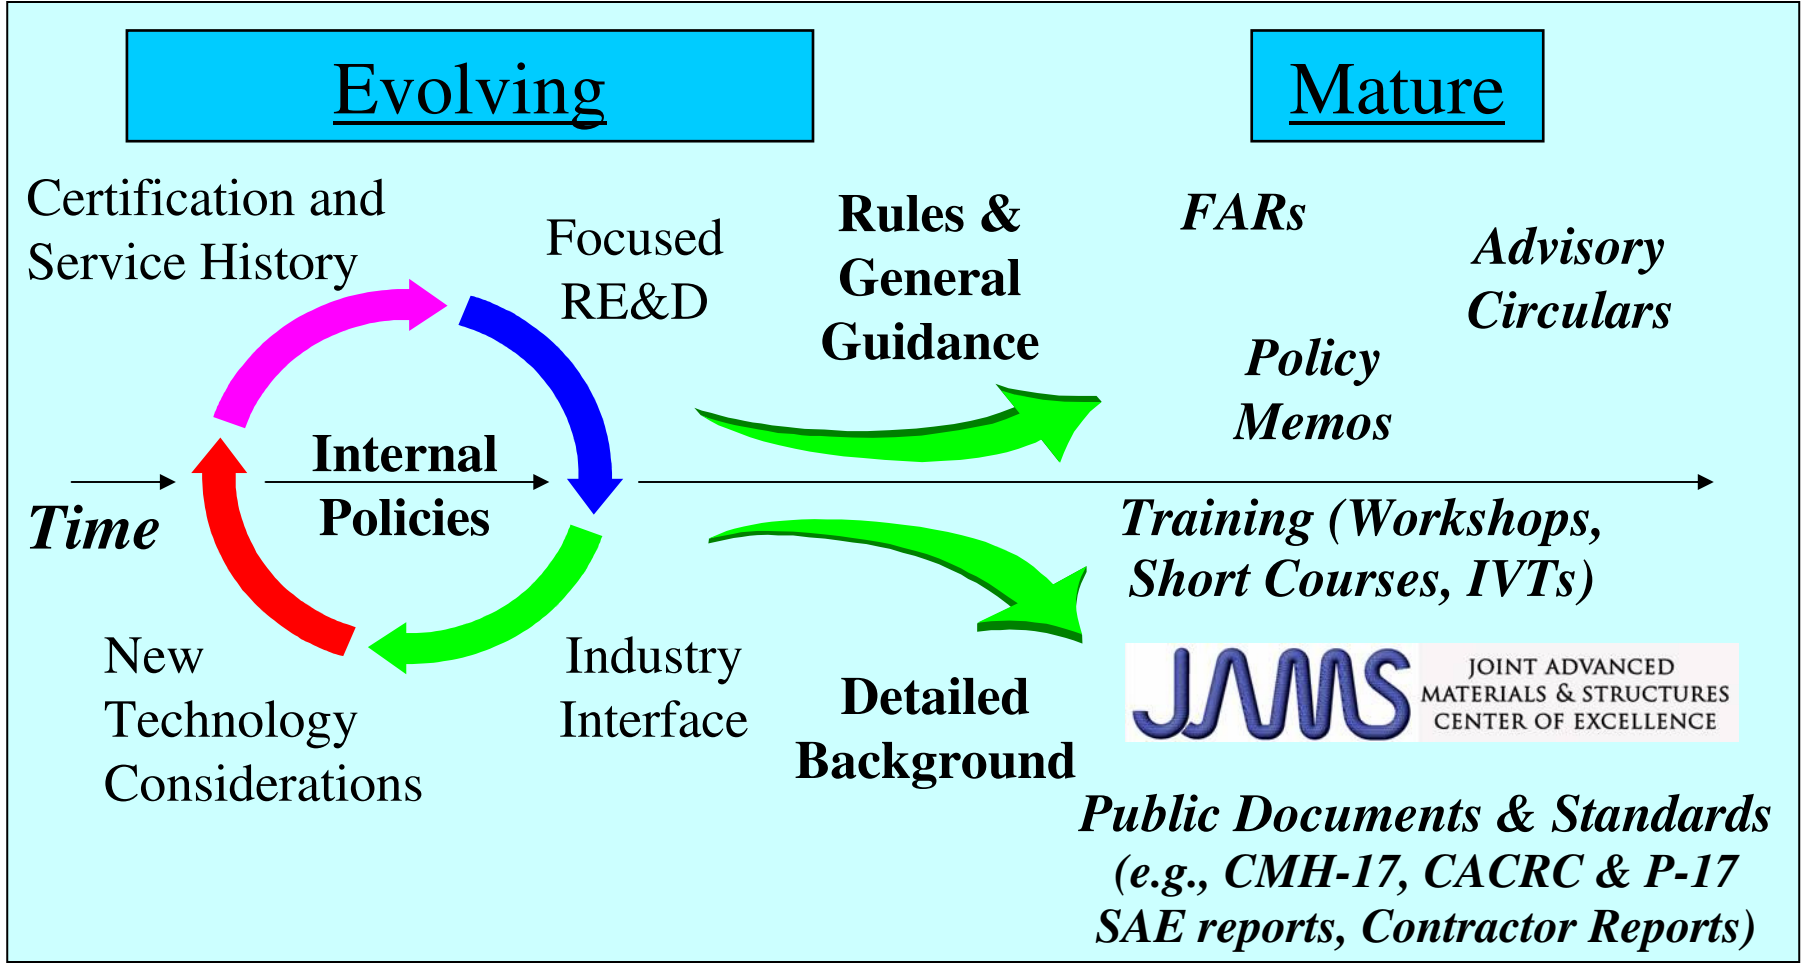 Evolving
Mature
Certification and
Service History
Focused
RE&D
Rules &
General
Guidance
FARs
Advisory
Circulars
Policy
Memos
Internal
Policies
Time
Training (Workshops,
Short Courses, IVTs)
New
Technology
Considerations
Industry
Interface
Detailed
Background
JAMS
JOINT ADVANCED
MATERIALS & STRUCTURES
CENTER OF EXCELLENCE
Public Documents & Standards
(e.g., CMH-17, CACRC & P-17
SAE reports, Contractor Reports)